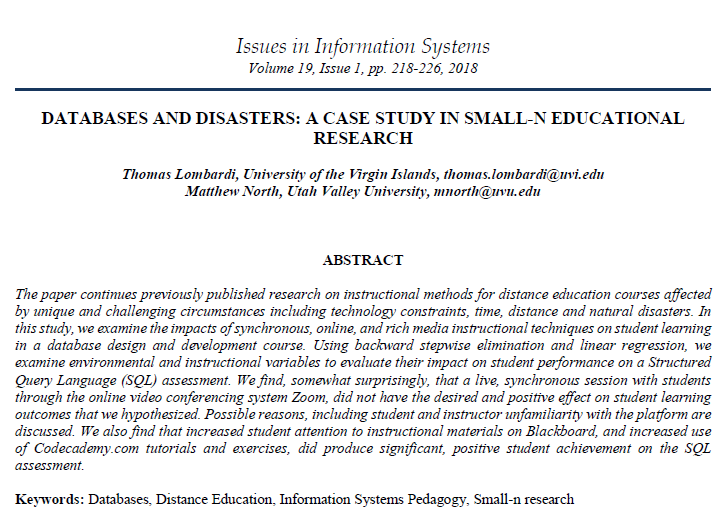 Issues in Information Systems
Volume 19, Issue 1, pp. 218-226, 2018
DATABASES AND DISASTERS: A CASE STUDY IN SMALL-N EDUCATIONAL
RESEARCH
Thomas Lombardi, University of the Virgin Islands, thomas.lombardi@uvi.edu
Matthew North, Utah Valley University, mnorth@uvu.edu
ABSTRACT
The paper continues previously published research on instructional methods for distance education courses affected
by unique and challenging circumstances including technology constraints, time, distance and natural disasters. In
this study, we examine the impacts of synchronous, online, and rich media instructional techniques on student learning
in a database design and development course. Using backward stepwise elimination and linear regression, we
examine environmental and instructional variables to evaluate their impact on student performance on a Structured
Query Language (SQL) assessment. We find, somewhat surprisingly, that a live, synchronous session with students
through the online video conferencing system Zoom, did not have the desired and positive effect on student learning
outcomes that we hypothesized. Possible reasons, including student and instructor unfamiliarity with the platform are
discussed. We also find that increased student attention to instructional materials on Blackboard, and increased use
of Codecademy.com tutorials and exercises, did produce significant, positive student achievement on the SQL
assessment.
Keywords: Databases, Distance Education, Information Systems Pedagogy, Small-n research